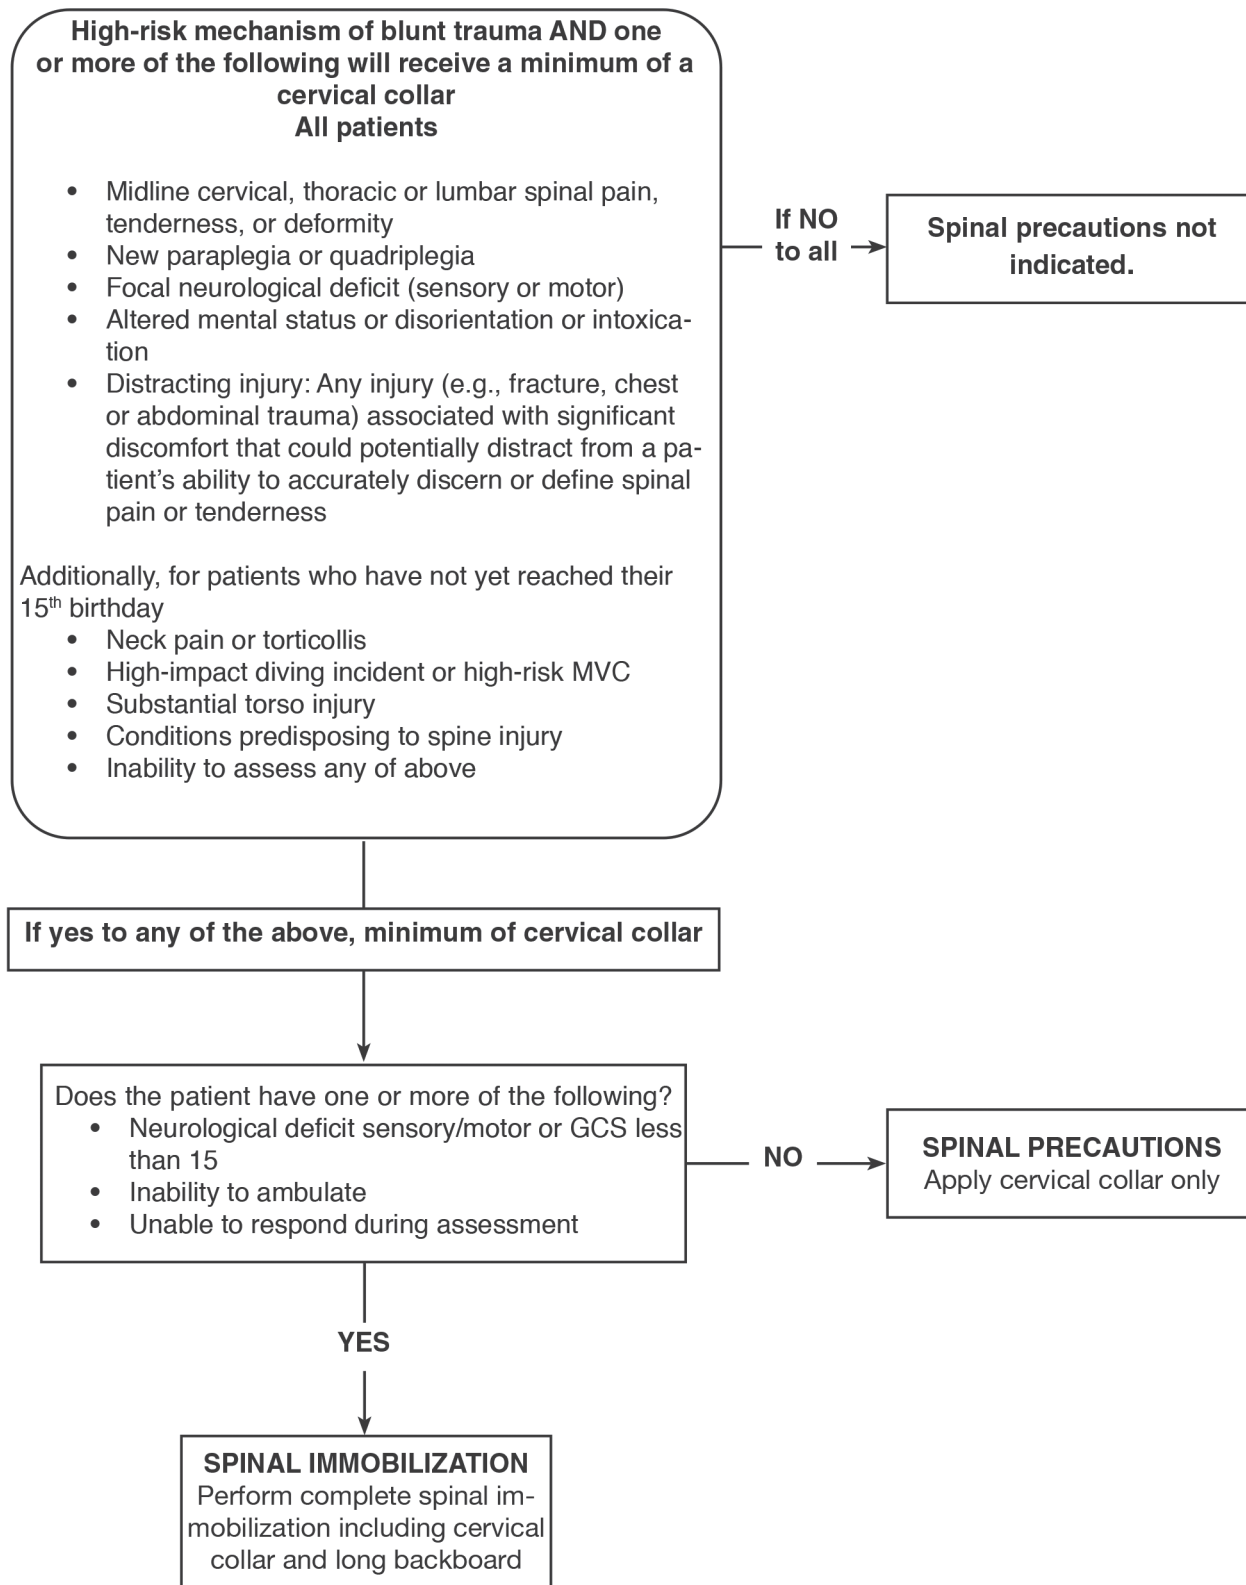 High-risk mechanism of blunt trauma AND one
or more of the following will receive a minimum of a
cervical collar
All patients
• Midline cervical, thoracic or lumbar spinal pain,
tenderness, or deformity
• New paraplegia or quadriplegia
• Focal neurological deficit (sensory or motor)
• Altered mental status or disorientation or intoxica-
tion
• Distracting injury: Any injury (e.g., fracture, chest
or abdominal trauma) associated with significant
discomfort that could potentially distract from a pa-
tient’s ability to accurately discern or define spinal
pain or tenderness
Additionally, for patients who have not yet reached their
15th birthday
• Neck pain or torticollis
• High-impact diving incident or high-risk MVC
• Substantial torso injury
• Conditions predisposing to spine injury
• Inability to assess any of above
If NO
to all
Spinal precautions not
indicated.
If yes to any of the above, minimum of cervical collar
Does the patient have one or more of the following?
• Neurological deficit sensory/motor or GCS less
than 15
• Inability to ambulate
• Unable to respond during assessment
NO
SPINAL PRECAUTIONS
Apply cervical collar only
YES
SPINAL IMMOBILIZATION
Perform complete spinal im-
mobilization including cervical
collar and long backboard